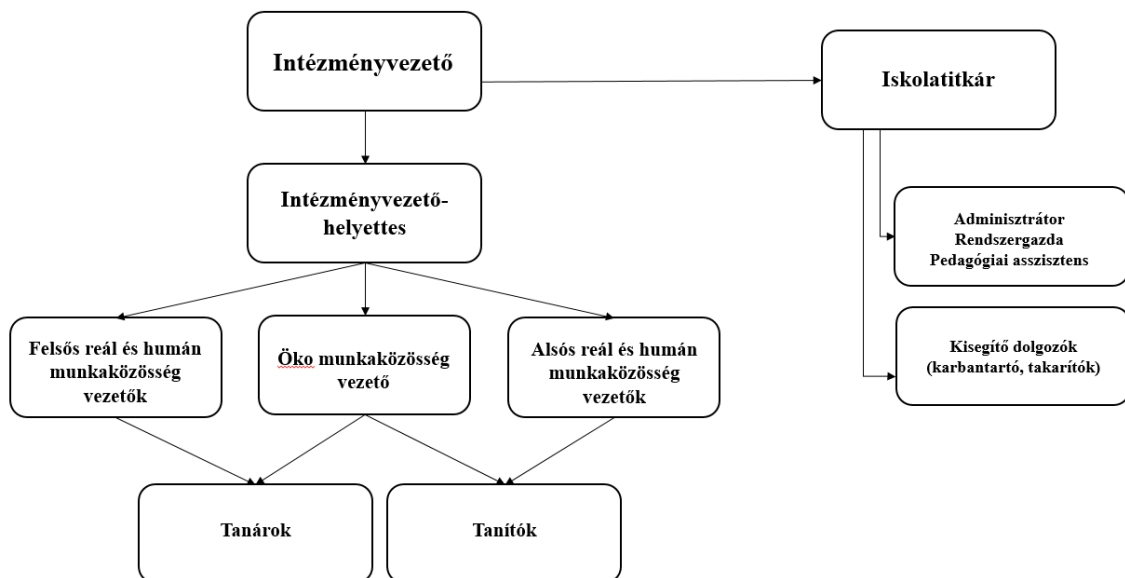 Intézményvezető
Iskolatitkár
Intézményvezető-
helyettes
Adminisztrátor
Rendszergazda
Pedagógiai asszisztens
Felsős reál és humán
munkaközösség
vezetők
Öko munkaközösség
vezető
Alsós reál és humán
munkaközösség
vezetők
Kisegítő dolgozók
(karbantartó, takarítók)
Tanárok
Tanítók